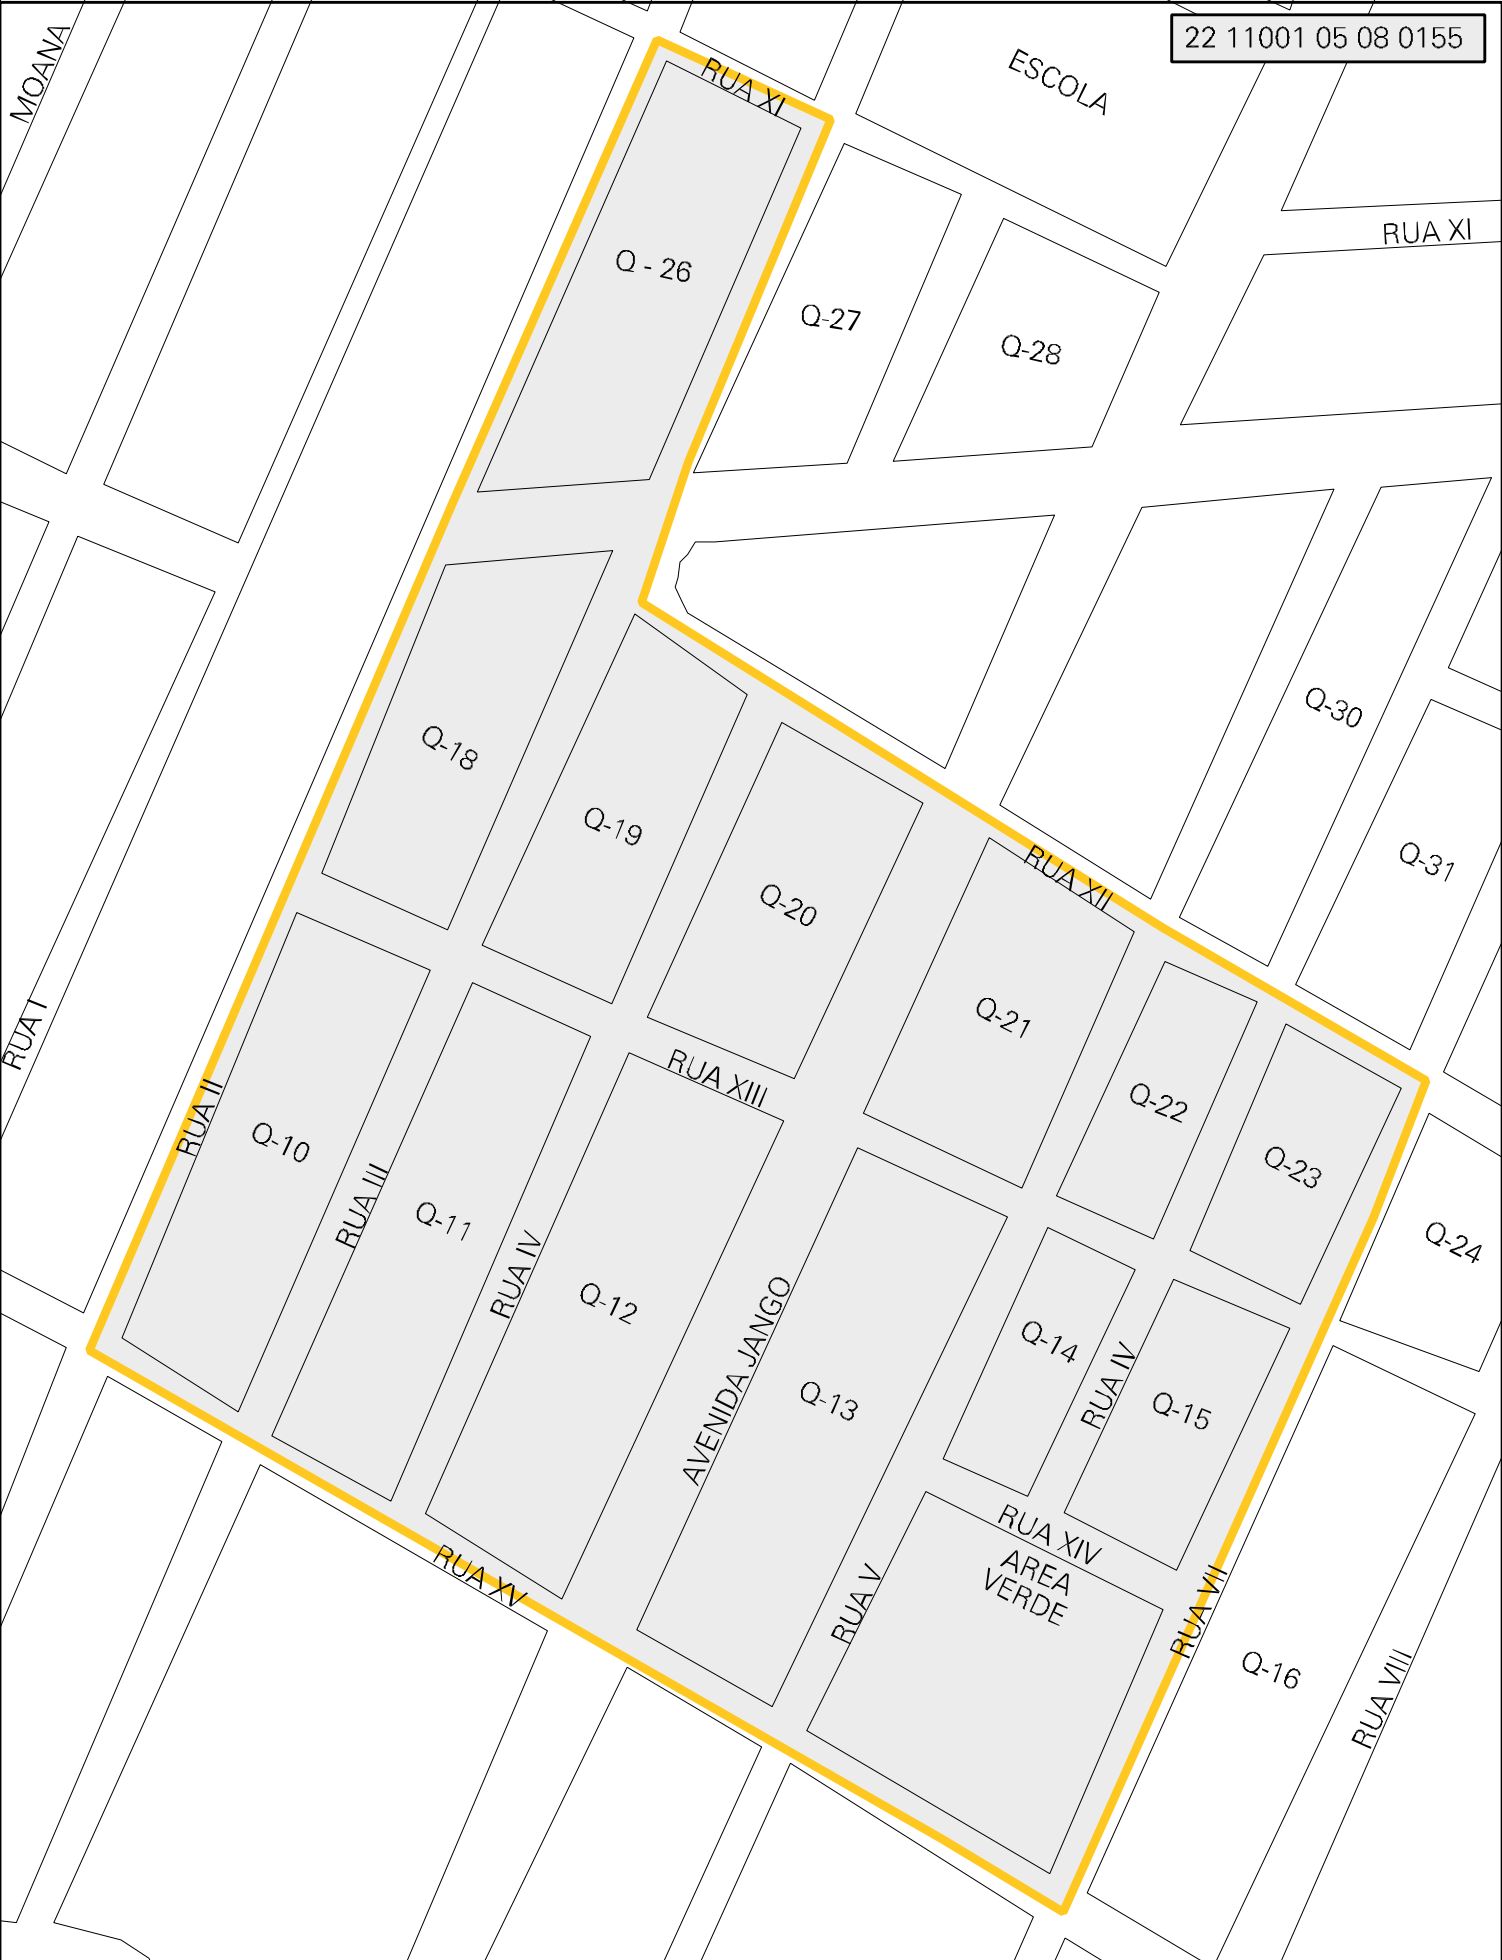 22 11001 05 08 0155
MOANA
RUA XI
ESCOLA
RUA XI
Q - 26
Q-27
Q-28
Q-30
Q-18
Q-19
Q-20
RUA XII
Q-31
RUA I
Q-21
RUA XIII
Q-22
RUA II
Q-10
Q-23
RUA III
Q-11
RUA IV
Q-24
Q-12
AVENIDA JANGO
Q-13
Q-14
RUA IV
Q-15
RUA XIV
AREA
VERDE
RUA XV
RUA V
RUA VII
Q-16
RUA VIII